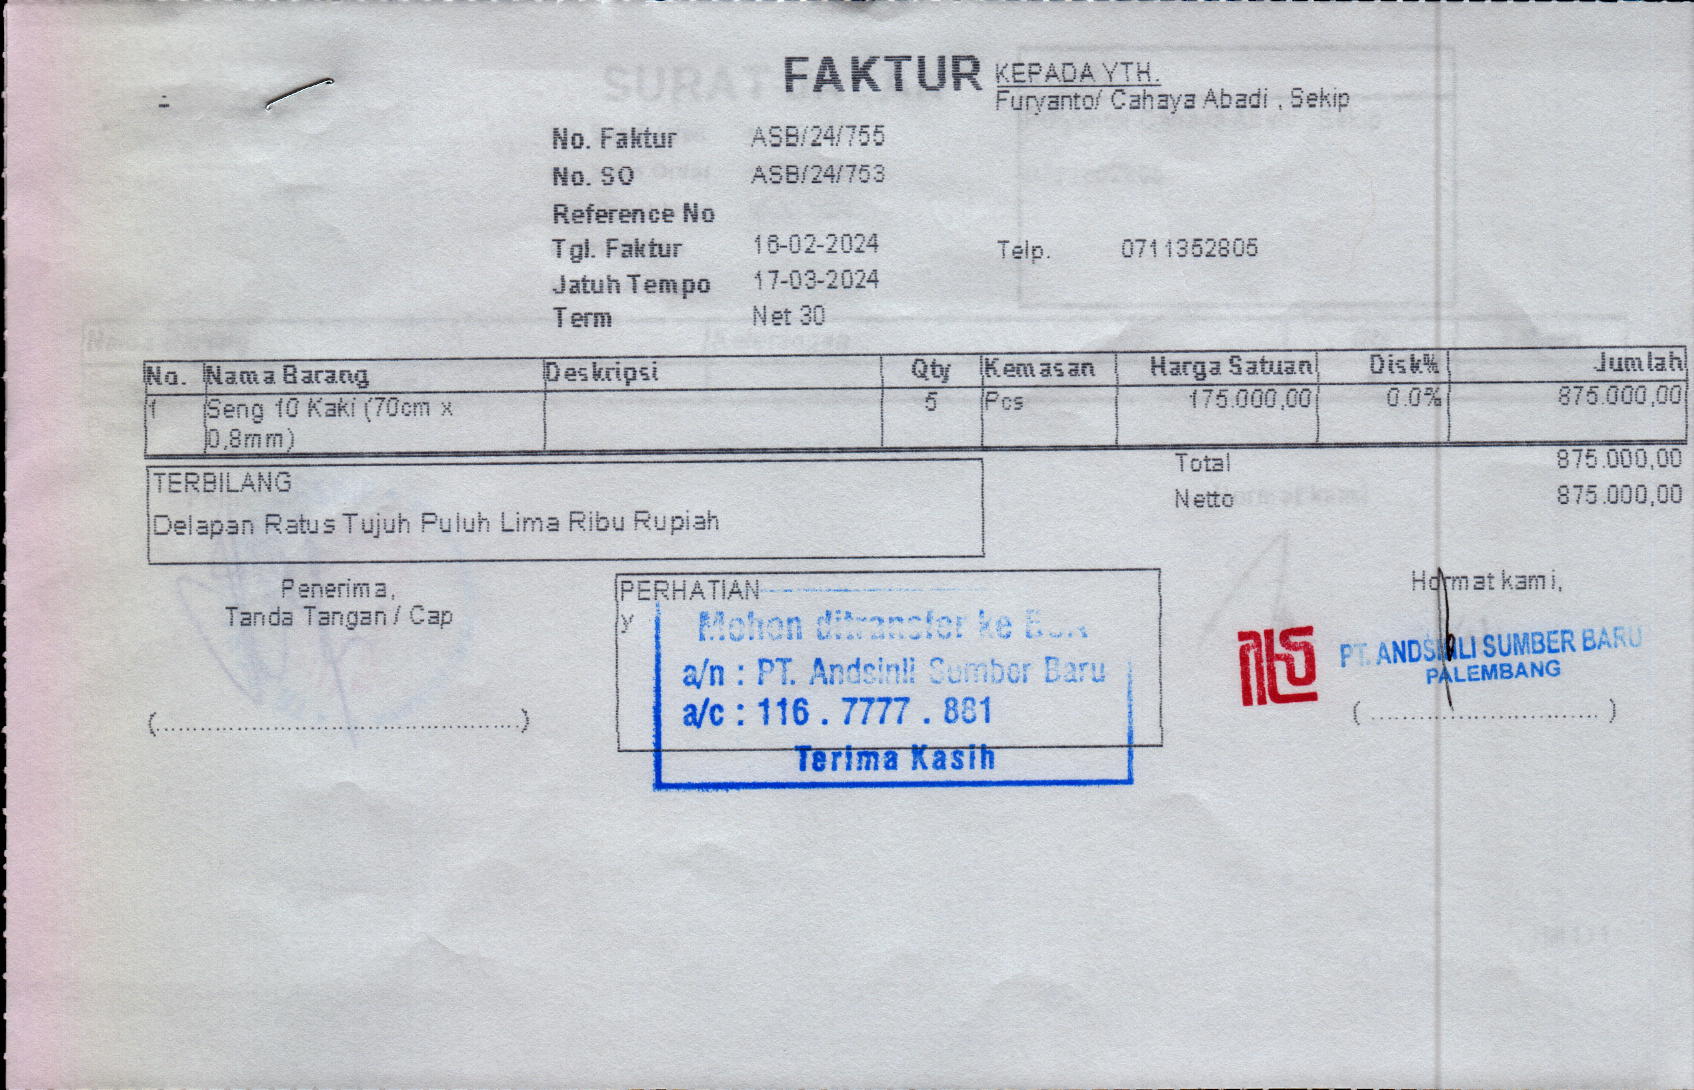 FAKTUR
KEPADA YTH.
Furyanto/ Cahaya Abadi , Sekip
-
No. Faktur ASB/24/755
No. SO ASB/24/753
Reference No
Tgl. Faktur 16-02-2024
Telp. 0711352805
Jatuh Tempo 17-03-2024
Term Net 30
No. Nama Barang Deskripsi Qty Kemasan Harga Satuan Disk% Jumlah
1 Seng 10 Kaki (70cm x 5 Pcs 175.000,00 0.0% 875.000,00
0,8mm)
Total 875.000,00
Netto 875.000,00
TERBILANG
Delapan Ratus Tujuh Puluh Lima Ribu Rupiah
Penerima,
Tanda Tangan / Cap
(........................................)
PERHATIAN
y
Mohon ditransfer ke
a/n : PT. Andsinli Sumber Baru
a/c : 116 . 7777 . 881
Terima Kasih
Hormat kami,
PT. ANDSINLI SUMBER BARU
PALEMBANG
(..........................)